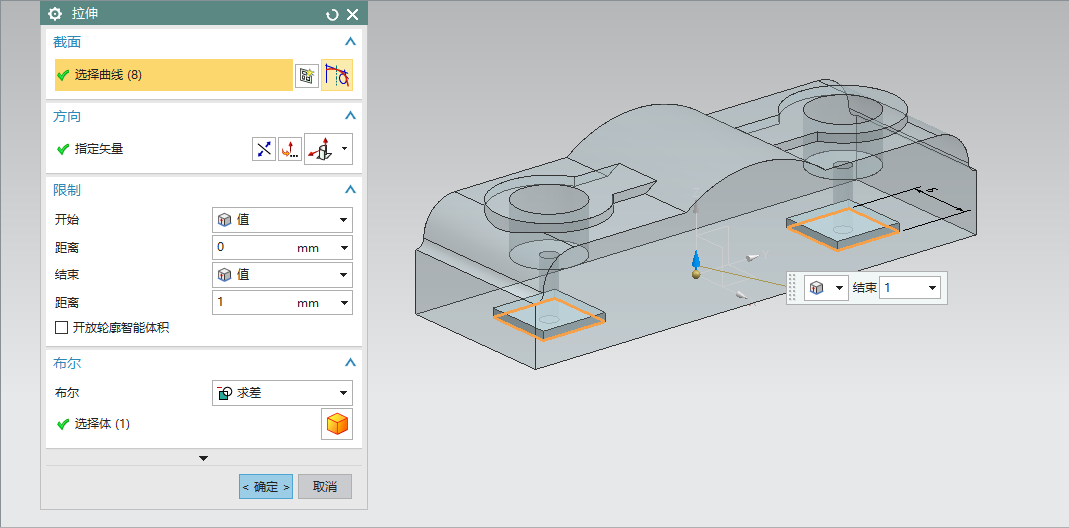 拉伸
截面
选择曲线 (8)
方向
指定矢量
限制
开始 值
距离 0 mm
结束 值
距离 1 mm
开放轮廓智能体积
布尔
布尔 求差
选择体 (1)
< 确定 >
取消
结束 1